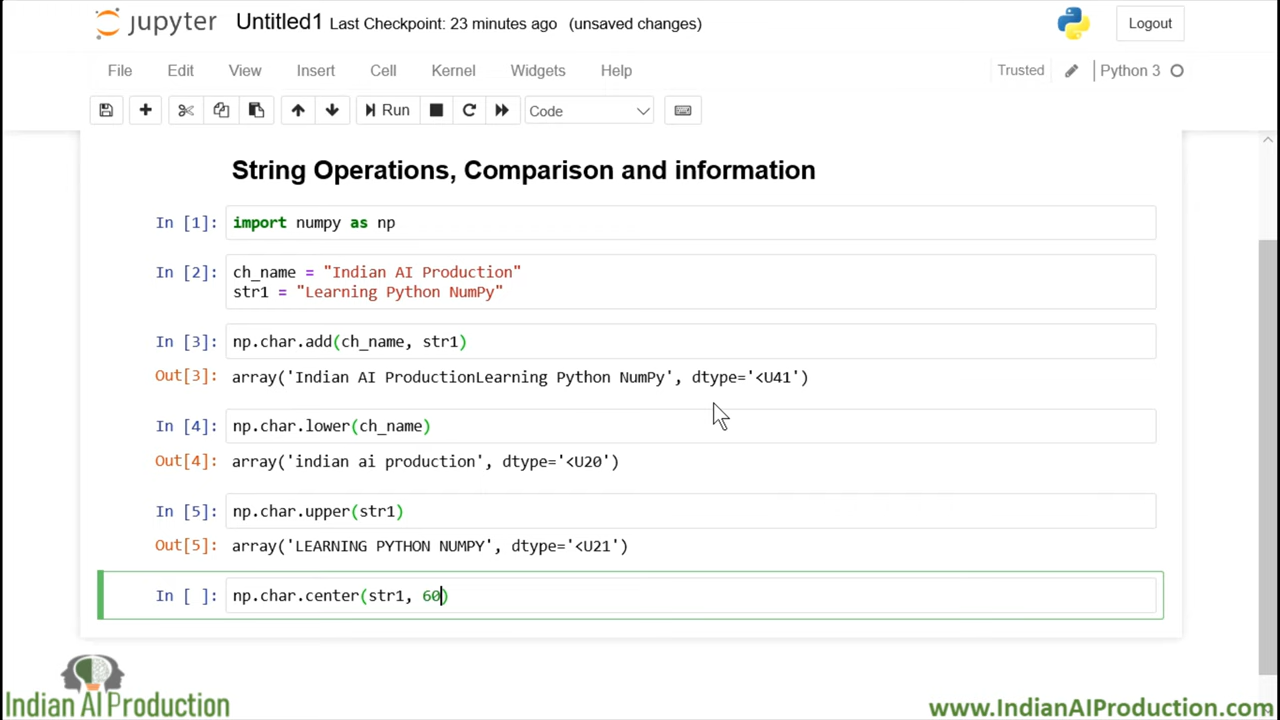 jupyter Untitled1 Last Checkpoint: 23 minutes ago (unsaved changes) Logout
File Edit View Insert Cell Kernel Widgets Help Trusted Python 3
Run Code
String Operations, Comparison and information
In [1]: import numpy as np
In [2]: ch_name = "Indian AI Production"
str1 = "Learning Python NumPy"
In [3]: np.char.add(ch_name, str1)
Out[3]: array('Indian AI ProductionLearning Python NumPy', dtype='<U41')
In [4]: np.char.lower(ch_name)
Out[4]: array('indian ai production', dtype='<U20')
In [5]: np.char.upper(str1)
Out[5]: array('LEARNING PYTHON NUMPY', dtype='<U21')
In [ ]: np.char.center(str1, 60)
Indian AI Production www.IndianAIProduction.com